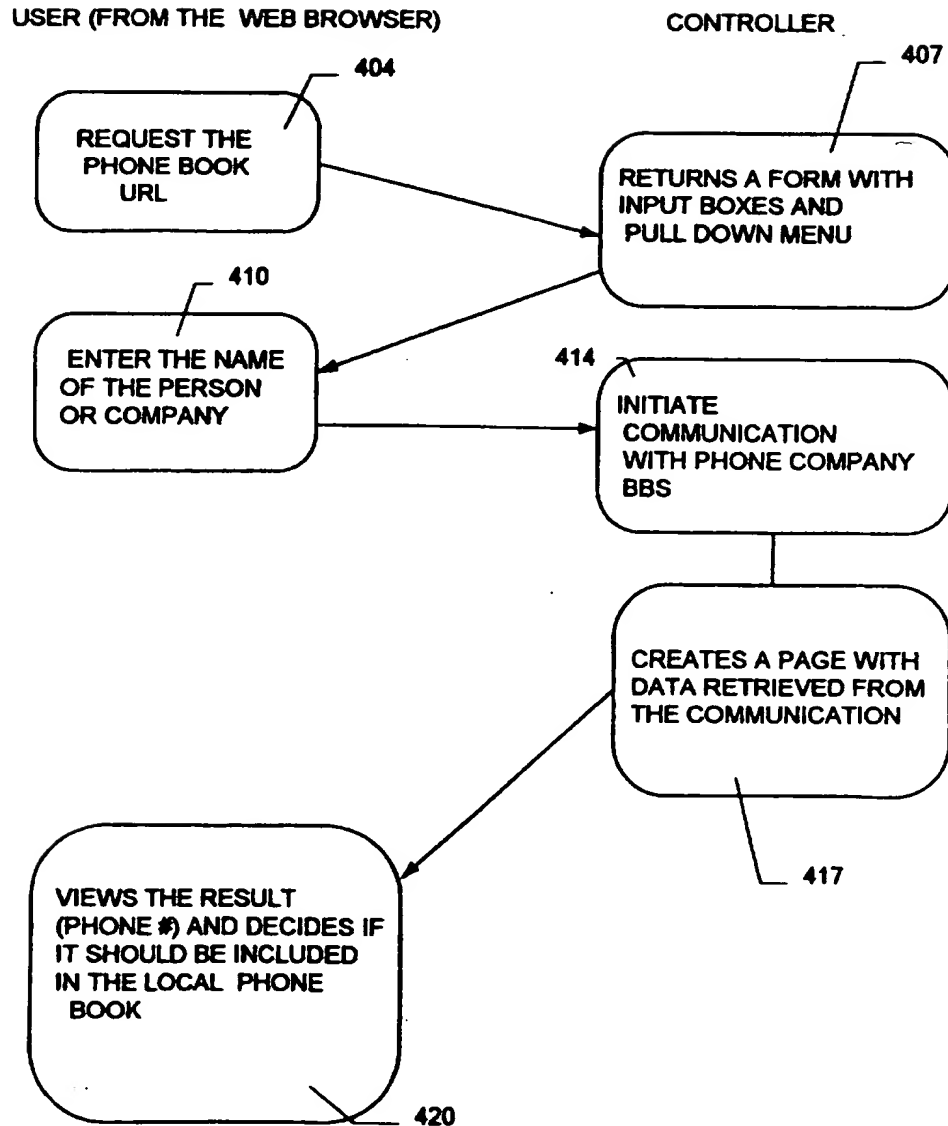 USER (FROM THE WEB BROWSER)
CONTROLLER
404
407
REQUEST THE
PHONE BOOK
URL
RETURNS A FORM WITH
INPUT BOXES AND
PULL DOWN MENU
410
ENTER THE NAME
OF THE PERSON
OR COMPANY
414
INITIATE
COMMUNICATION
WITH PHONE COMPANY
BBS
CREATES A PAGE WITH
DATA RETRIEVED FROM
THE COMMUNICATION
417
VIEWS THE RESULT
(PHONE #) AND DECIDES IF
IT SHOULD BE INCLUDED
IN THE LOCAL PHONE
BOOK
420